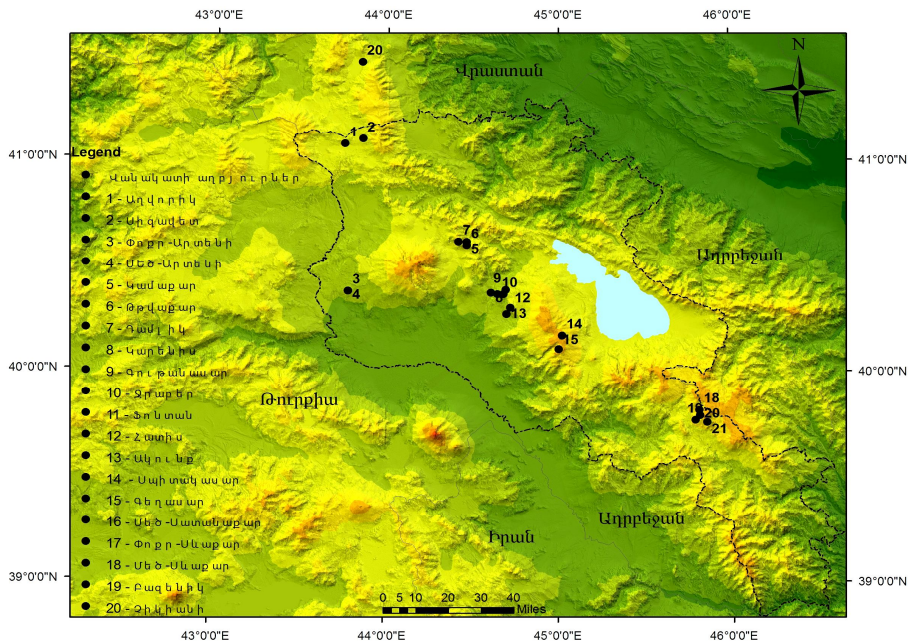 43°0'0"E 44°0'0"E 45°0'0"E 46°0'0"E
20
N
Վրաստան
1 2
41°0'0"N 41°0'0"N
Legend
Վանակատի աղբյուրներ
1 - Աղվորիկ
2 - Սիզավետ
3 - Փոքր-Արտենի
4 - Մեծ-Արտենի
5 - Կամաքար
6 - Թթվաքար
7 - Դամլիկ
8 - Կարենիս
9 - Գութանասար
10 - Ջրաբեր
11 - Ֆոնտան
12 - Հատիս
13 - Ակունք
14 - Սպիտակասար
15 - Գեղասար
16 - Մեծ-Սատանաքար
17 - Փոքր-Սևաքար
18 - Մեծ-Սևաքար
19 - Բազենիկ
20 - Չիկիանի
7 6
5
Ադրբեջան
3
4
9 10
8 12
13
14
15
40°0'0"N 40°0'0"N
Թուրքիա
18
20
21
Ադրբեջան
Իրան
39°0'0"N 39°0'0"N
0 5 10 20 30 40
Miles
43°0'0"E 44°0'0"E 45°0'0"E 46°0'0"E